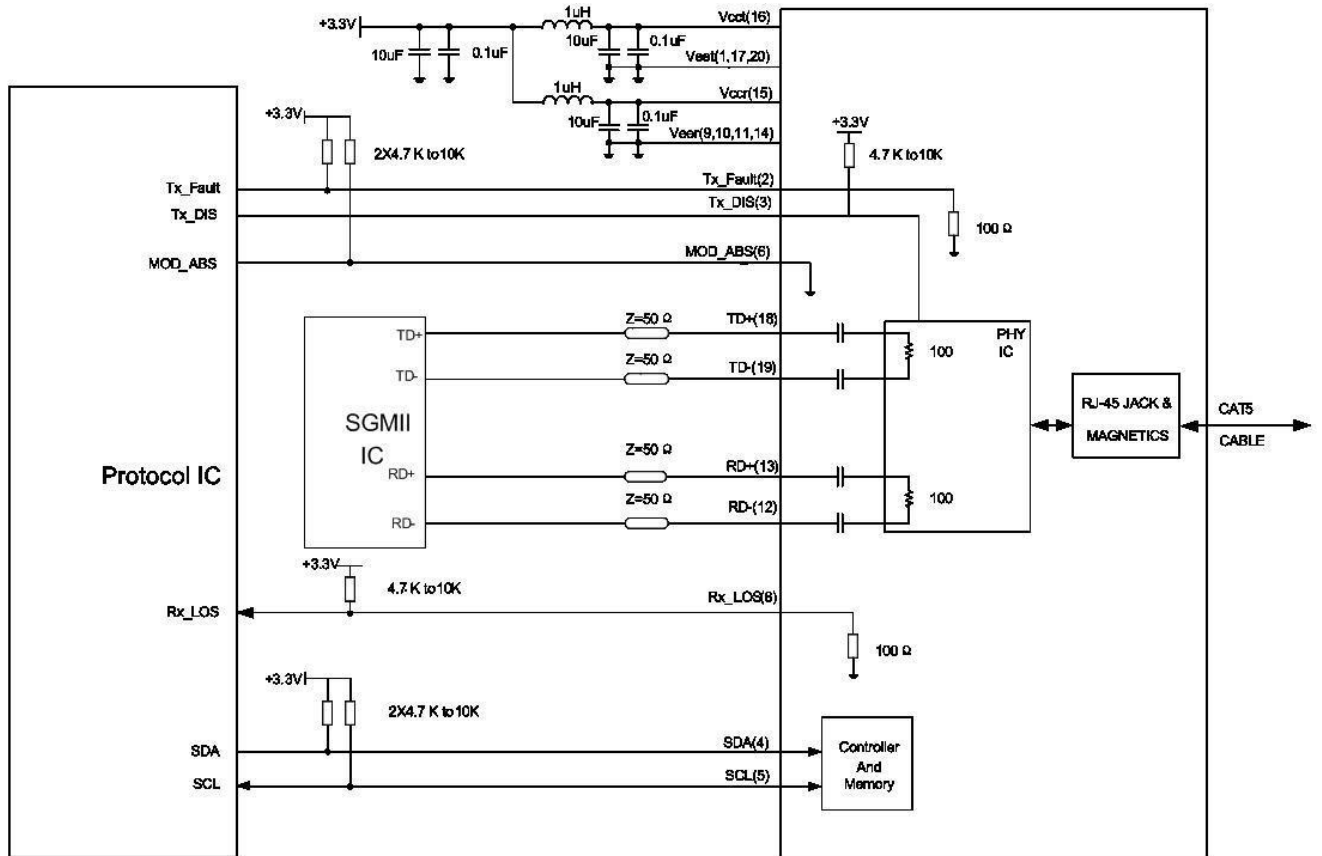 1uH
+3.3V
Vcct(16)
10uF
0.1uF
10uF
0.1uF
Veet(1,17,20)
1uH
Vccr(15)
+3.3V
10uF
0.1uF
+3.3V
Veer(9,10,11,14)
2X4.7 K to10K
4.7 K to10K
Tx_Fault
Tx_Fault(2)
Tx_DIS
Tx_DIS(3)
100 Ω
MOD_ABS
MOD_ABS(6)
Z=50 Ω
TD+(18)
TD+
PHY
IC
100
Z=50 Ω
TD-(19)
TD-
RJ-45 JACK &
MAGNETICS
CAT5
CABLE
SGMII
IC
Z=50 Ω
RD+(13)
RD+
Protocol IC
100
Z=50 Ω
RD-(12)
RD-
+3.3V
4.7 K to10K
Rx_LOS
Rx_LOS(8)
100 Ω
+3.3V
2X4.7 K to10K
SDA
SDA(4)
SCL
SCL(5)
Controller
And
Memory